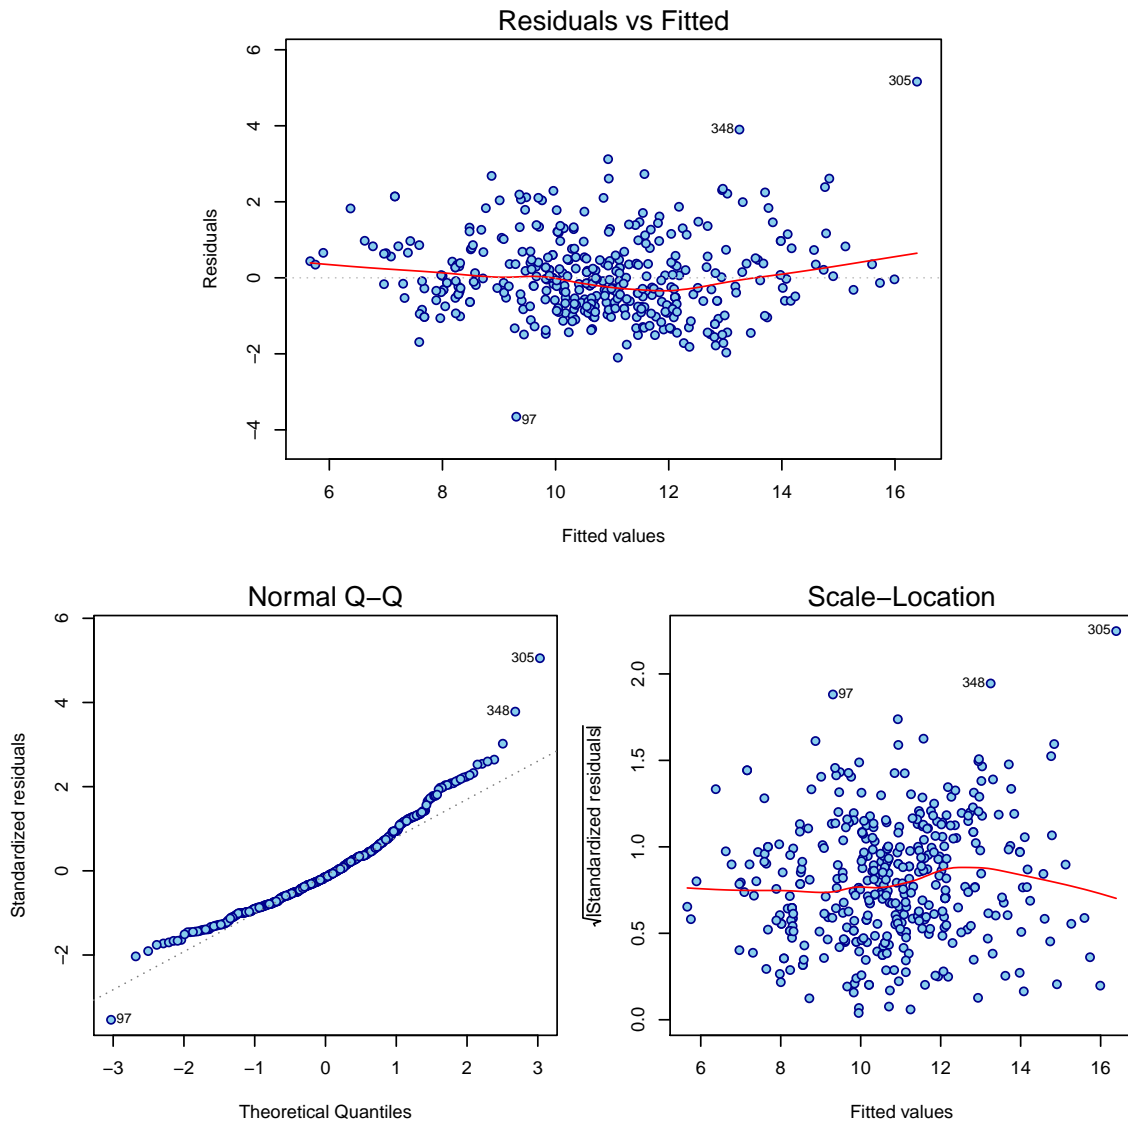 Residuals vs Fitted
6
4
2
0
−2
−4
Residuals
305
348
97
6 8 10 12 14 16
Fitted values
Normal Q−Q
6
4
2
0
−2
Standardized residuals
305
348
97
−3 −2 −1 0 1 2 3
Theoretical Quantiles
Scale−Location
2.0
1.5
1.0
0.5
0.0
√|Standardized residuals|
305
348
97
6 8 10 12 14 16
Fitted values